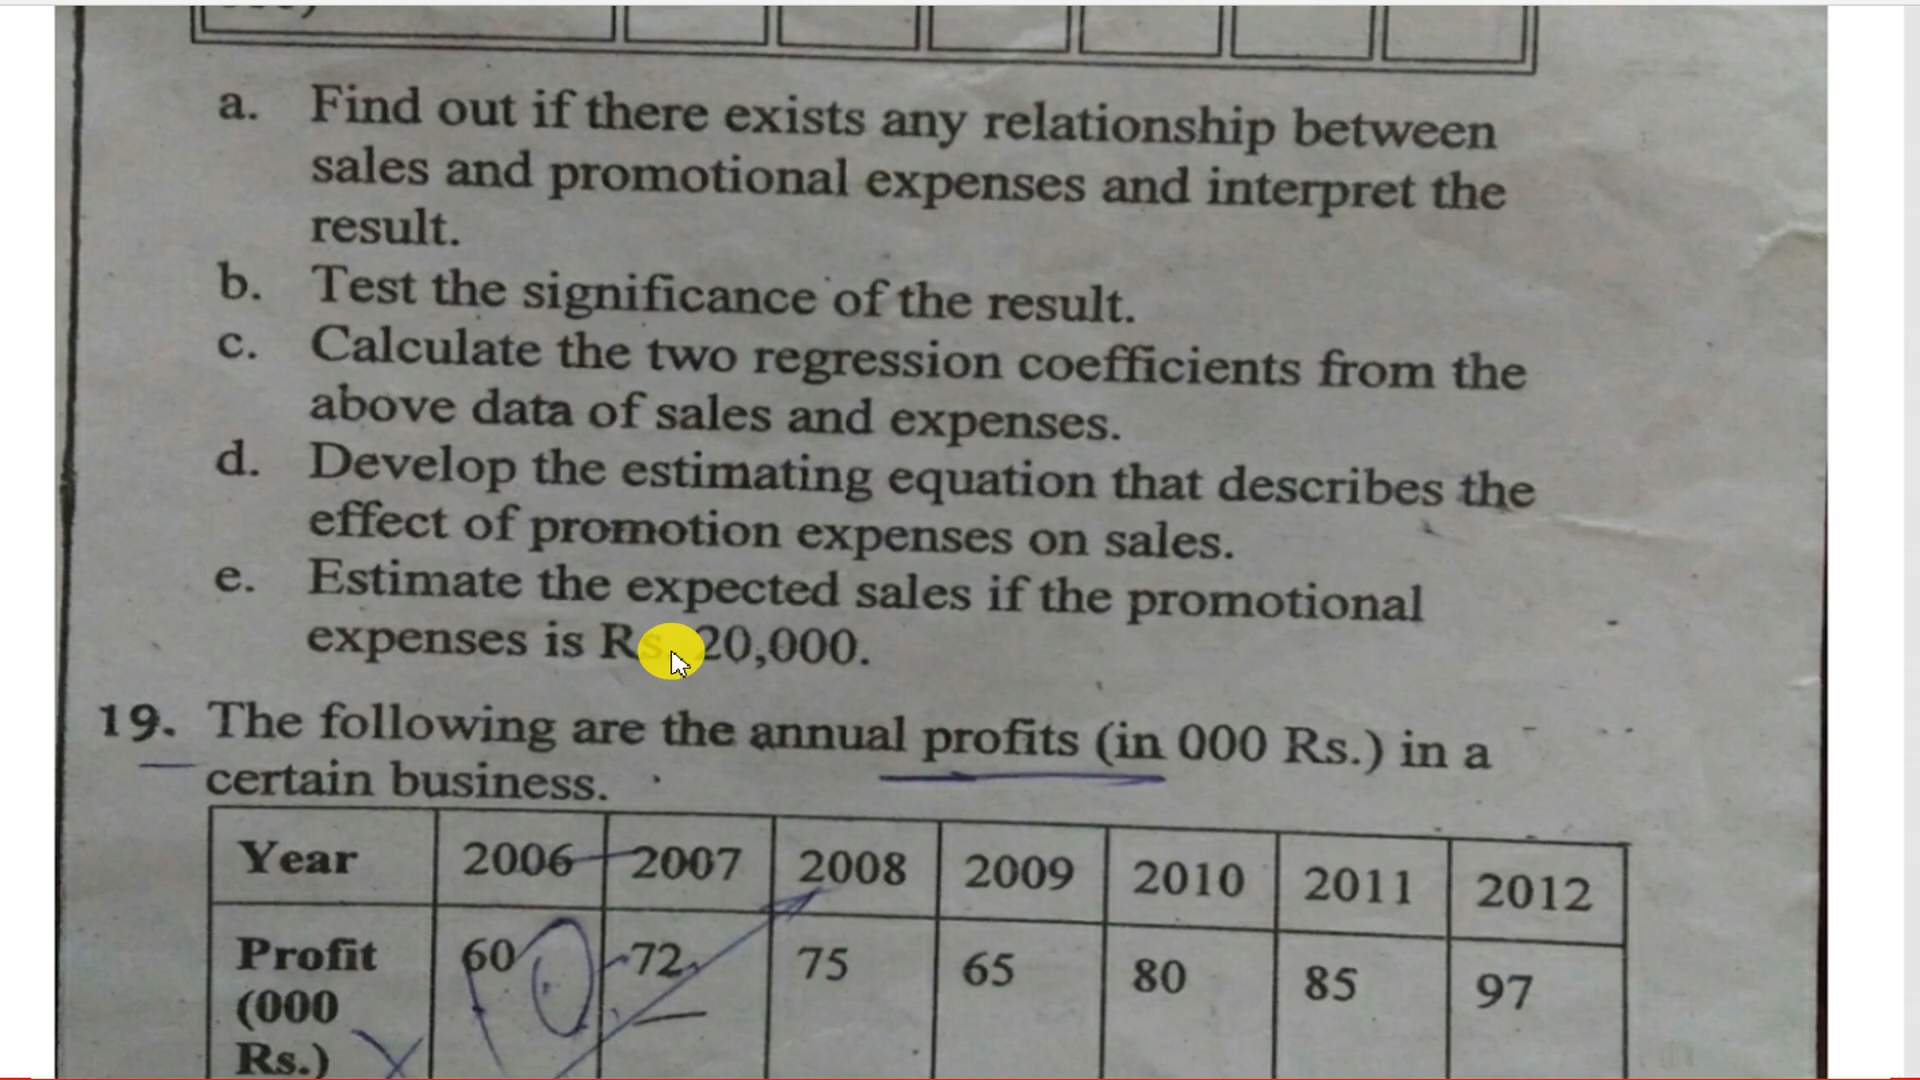 a. Find out if there exists any relationship between
sales and promotional expenses and interpret the
result.
b. Test the significance of the result.
c. Calculate the two regression coefficients from the
above data of sales and expenses.
d. Develop the estimating equation that describes the
effect of promotion expenses on sales.
e. Estimate the expected sales if the promotional
expenses is Rs. 20,000.
19. The following are the annual profits (in 000 Rs.) in a
certain business.
Year 2006 2007 2008 2009 2010 2011 2012
Profit 60 72 75 65 80 85 97
(000
Rs.)